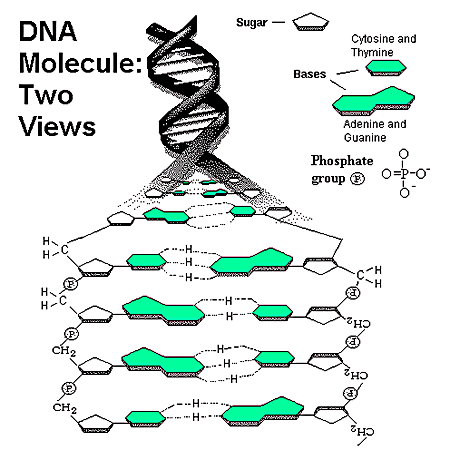 DNA
Molecule:
Two
Views
Sugar
Cytosine and
Thymine
Bases
Adenine and
Guanine
Phosphate
group P
O
O=P-O⁻
O⁻
H
H C
H
H
H
C H
H
P
P
H
H C
H
H
P
CH₂
P
CH₂
H
H
H
P
P
CH₂
CH₂
H
H
CH₂